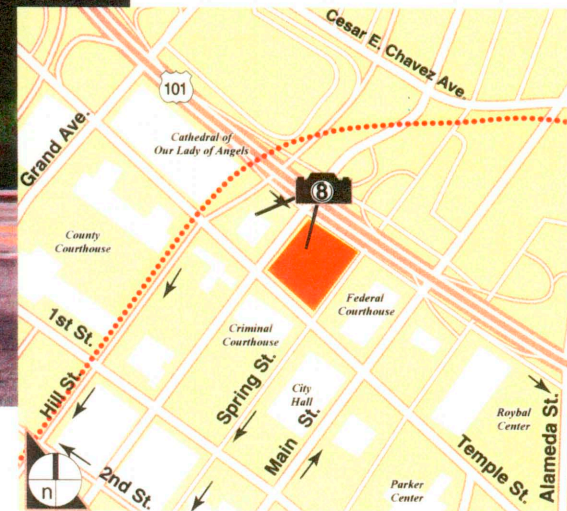 Cesar E. Chavez Ave.
101
Grand Ave.
Cathedral of
Our Lady of Angels
8
County
Courthouse
Federal
Courthouse
1st St.
Criminal
Courthouse
Hill St.
Spring St.
City
Hall
Main St.
Roybal
Center
Alameda St.
Temple St.
2nd St.
Parker
Center
n